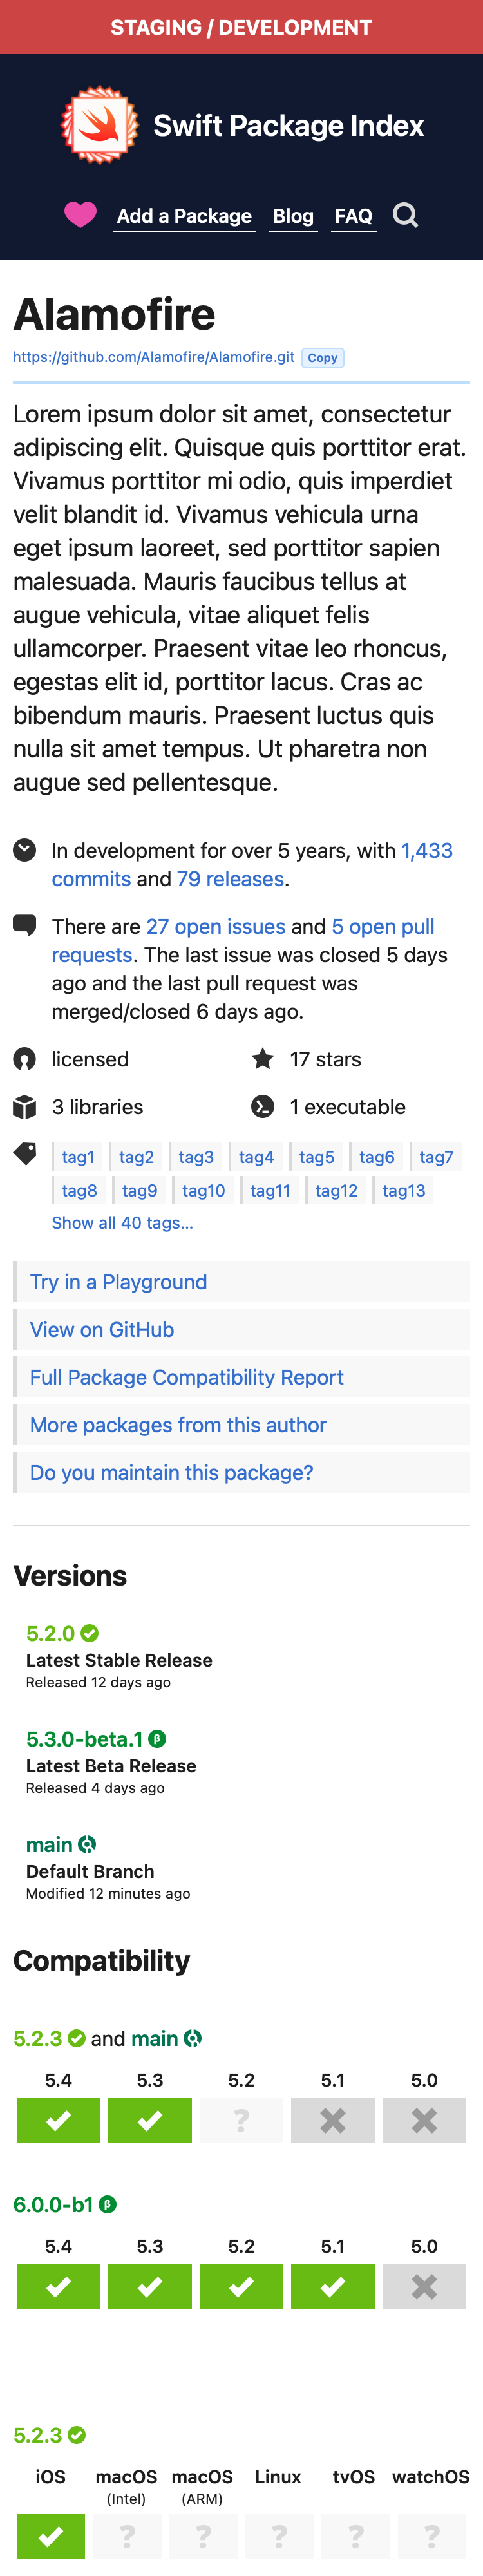 STAGING / DEVELOPMENT
Swift Package Index
Add a Package Blog FAQ
Alamofire
https://github.com/Alamofire/Alamofire.git Copy
Lorem ipsum dolor sit amet, consectetur
adipiscing elit. Quisque quis porttitor erat.
Vivamus porttitor mi odio, quis imperdiet
velit blandit id. Vivamus vehicula urna
eget ipsum laoreet, sed porttitor sapien
malesuada. Mauris faucibus tellus at
augue vehicula, vitae aliquet felis
ullamcorper. Praesent vitae leo rhoncus,
egestas elit id, porttitor lacus. Cras ac
bibendum mauris. Praesent luctus quis
nulla sit amet tempus. Ut pharetra non
augue sed pellentesque.
In development for over 5 years, with 1,433
commits and 79 releases.
There are 27 open issues and 5 open pull
requests. The last issue was closed 5 days
ago and the last pull request was
merged/closed 6 days ago.
licensed 17 stars
3 libraries 1 executable
tag1 tag2 tag3 tag4 tag5 tag6 tag7
tag8 tag9 tag10 tag11 tag12 tag13
Show all 40 tags...
Try in a Playground
View on GitHub
Full Package Compatibility Report
More packages from this author
Do you maintain this package?
Versions
5.2.0
Latest Stable Release
Released 12 days ago
5.3.0-beta.1 β
Latest Beta Release
Released 4 days ago
main
Default Branch
Modified 12 minutes ago
Compatibility
5.2.3 and main
5.4 5.3 5.2 5.1 5.0
?
6.0.0-b1 β
5.4 5.3 5.2 5.1 5.0
5.2.3
iOS macOS macOS Linux tvOS watchOS
(Intel) (ARM)
? ? ? ? ?